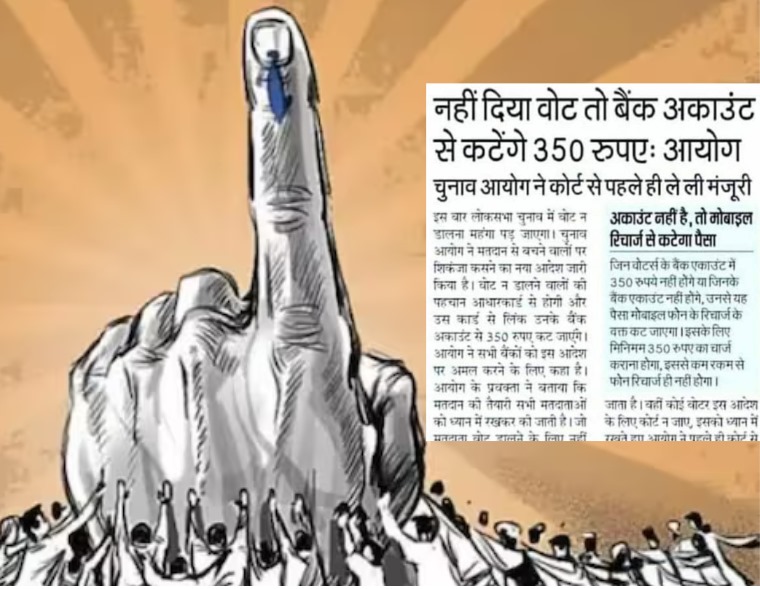 नहीं दिया वोट तो बैंक अकाउंट
से कटेंगे 350 रुपए: आयोग
चुनाव आयोग ने कोर्ट से पहले ही ले ली मंजूरी
इस बार लोकसभा चुनाव में वोट न
डालना महंगा पड़ जाएगा। चुनाव
आयोग ने मतदान से बचने वालों पर
शिकंजा कसने का नया आदेश जारी
किया है। वोट न डालने वालों की
पहचान आधारकार्ड से होगी और
उस कार्ड से लिंक उनके बैंक
अकाउंट से 350 रुपए कट जाएंगे।
आयोग ने सभी बैंकों को इस आदेश
पर अमल करने के लिए कहा है।
आयोग के प्रवक्ता ने बताया कि
मतदान की तैयारी सभी मतदाताओं
को ध्यान में रखकर की जाती है। जो
मतदाता वोट डालने के लिए नहीं
अकाउंट नहीं है, तो मोबाइल
रिचार्ज से कटेगा पैसा
जिन वोटर्स के बैंक एकाउंट में
350 रुपये नहीं होंगे या जिनके
बैंक एकाउंट नहीं होंगे, उनसे यह
पैसा मोबाइल फोन के रिचार्ज के
वक्त कट जाएगा। इसके लिए
मिनिमम 350 रुपए का चार्ज
कराना होगा, इससे कम रकम से
फोन रिचार्ज ही नहीं होगा।
जाता है। वहीं कोई वोटर इस आदेश
के लिए कोर्ट न जाए, इसको ध्यान में
रखते हुए आयोग ने पहले ही कोर्ट से